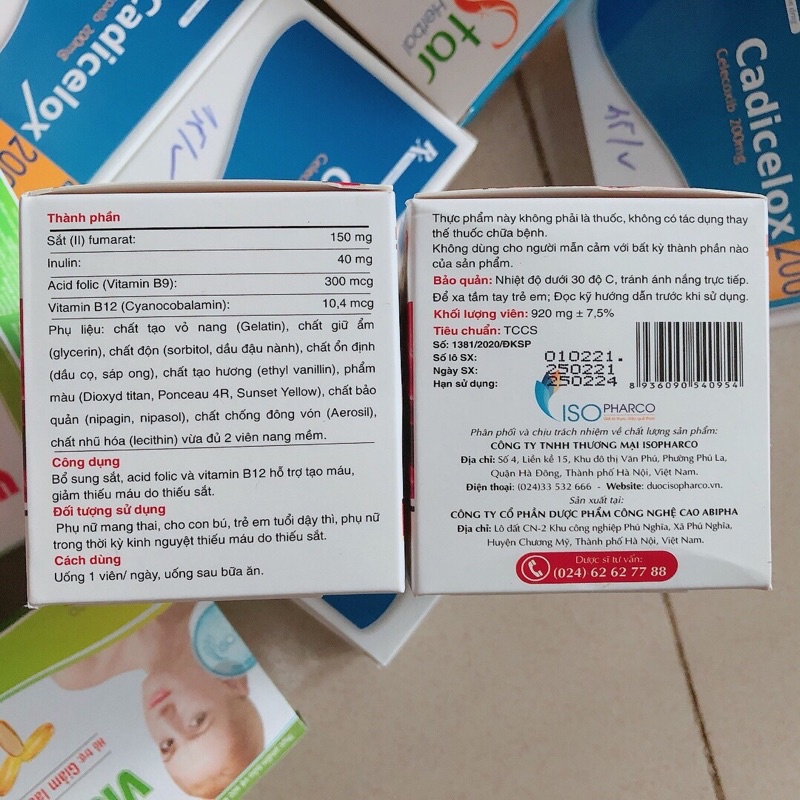 Cadicelox
Celecoxib 200mg
200
15/V
Rx
Star
Herbal
Cadicelox
Celecoxib 200mg
200
15/V
Thành phần
Sắt (II) fumarat: 150 mg
Inulin: 40 mg
Acid folic (Vitamin B9): 300 mcg
Vitamin B12 (Cyanocobalamin): 10,4 mcg
Phụ liệu: chất tạo vỏ nang (Gelatin), chất giữ ẩm
(glycerin), chất độn (sorbitol, dầu đậu nành), chất ổn định
(dầu cọ, sáp ong), chất tạo hương (ethyl vanillin), phẩm
màu (Dioxyd titan, Ponceau 4R, Sunset Yellow), chất bảo
quản (nipagin, nipasol), chất chống đông vón (Aerosil),
chất nhũ hóa (lecithin) vừa đủ 2 viên nang mềm.
Công dụng
Bổ sung sắt, acid folic và vitamin B12 hỗ trợ tạo máu,
giảm thiếu máu do thiếu sắt.
Đối tượng sử dụng
Phụ nữ mang thai, cho con bú, trẻ em tuổi dậy thì, phụ nữ
trong thời kỳ kinh nguyệt thiếu máu do thiếu sắt.
Cách dùng
Uống 1 viên/ ngày, uống sau bữa ăn.
Thực phẩm này không phải là thuốc, không có tác dụng thay
thế thuốc chữa bệnh.
Không dùng cho người mẫn cảm với bất kỳ thành phần nào
của sản phẩm.
Bảo quản: Nhiệt độ dưới 30 độ C, tránh ánh nắng trực tiếp.
Để xa tầm tay trẻ em; Đọc kỹ hướng dẫn trước khi sử dụng.
Khối lượng viên: 920 mg ± 7,5%
Tiêu chuẩn: TCCS
Số: 1381/2020/ĐKSP
Số lô SX: 010221.
Ngày SX: 250221
Hạn sử dụng: 250224
8 936090 540954
ISOPHARCO
Phân phối và chịu trách nhiệm về chất lượng sản phẩm:
CÔNG TY TNHH THƯƠNG MẠI ISOPHARCO
Địa chỉ: Số 4, Liền kề 15, Khu đô thị Văn Phú, Phường Phú La,
Quận Hà Đông, Thành phố Hà Nội, Việt Nam.
Điện thoại: (024)33 532 666 - Website: duocisopharco.vn.
Sản xuất tại:
CÔNG TY CỔ PHẦN DƯỢC PHẨM CÔNG NGHỆ CAO ABIPHA
Địa chỉ: Lô đất CN-2 Khu công nghiệp Phú Nghĩa, Xã Phú Nghĩa,
Huyện Chương Mỹ, Thành phố Hà Nội, Việt Nam.
Dược sĩ tư vấn:
(024) 62 62 77 88
Hỗ trợ: Giảm